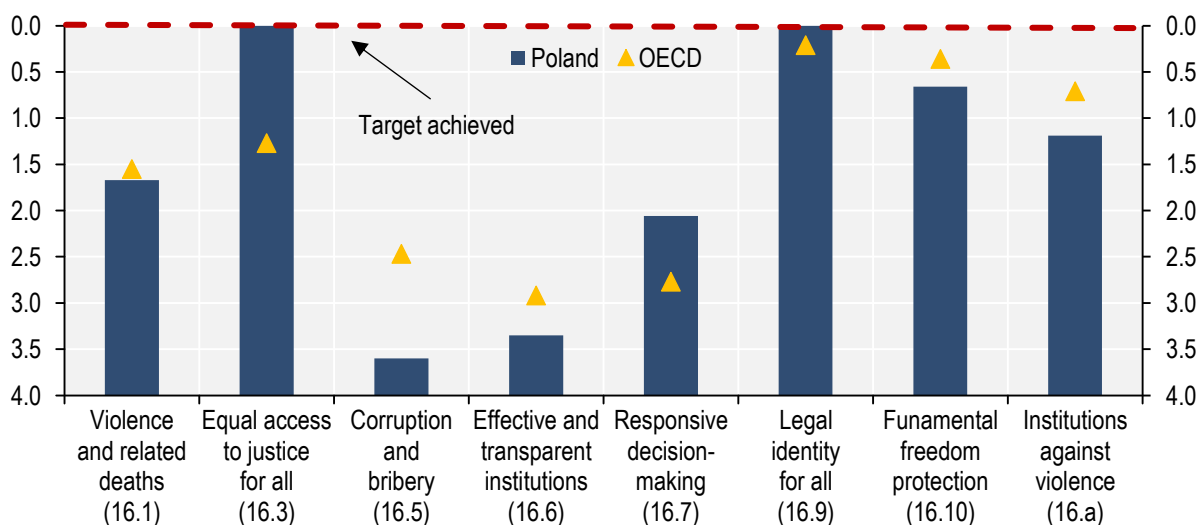 0.0
0.5
1.0
1.5
2.0
2.5
3.0
3.5
4.0
0.0
0.5
1.0
1.5
2.0
2.5
3.0
3.5
4.0
Poland OECD
Target achieved
Violence
and related
deaths
(16.1)
Equal access
to justice
for all
(16.3)
Corruption
and
bribery
(16.5)
Effective and
transparent
institutions
(16.6)
Responsive
decision-
making
(16.7)
Legal
identity
for all
(16.9)
Funamental
freedom
protection
(16.10)
Institutions
against
violence
(16.a)